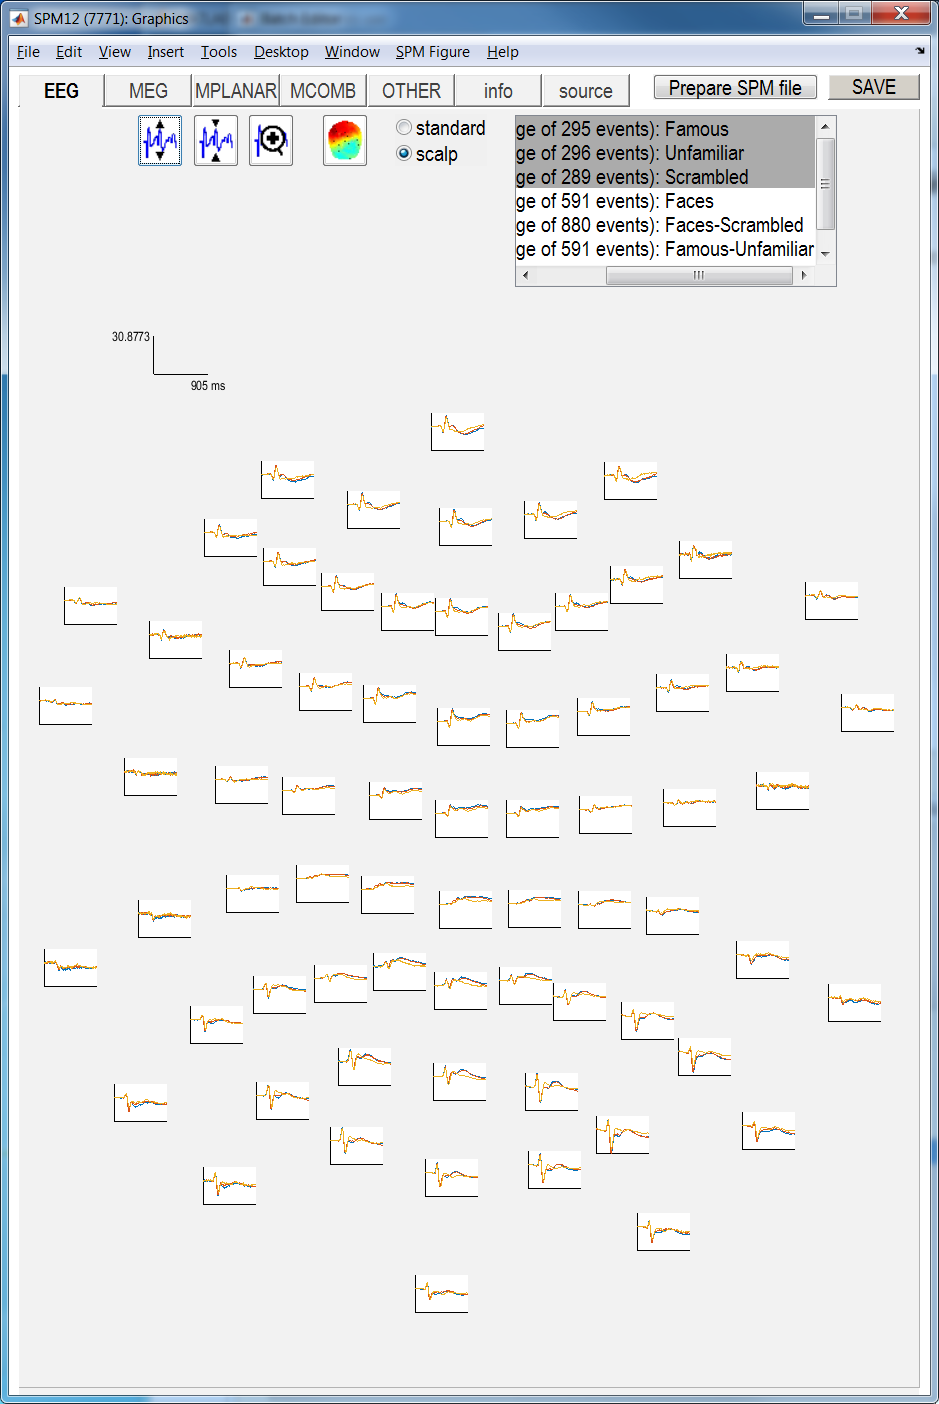 SPM12 (7771): Graphics
File Edit View Insert Tools Desktop Window SPM Figure Help
EEG MEG MPLANAR MCOMB OTHER info source Prepare SPM file SAVE
standard
scalp
ge of 295 events): Famous
ge of 296 events): Unfamiliar
ge of 289 events): Scrambled
ge of 591 events): Faces
ge of 880 events): Faces-Scrambled
ge of 591 events): Famous-Unfamiliar
30.8773
905 ms